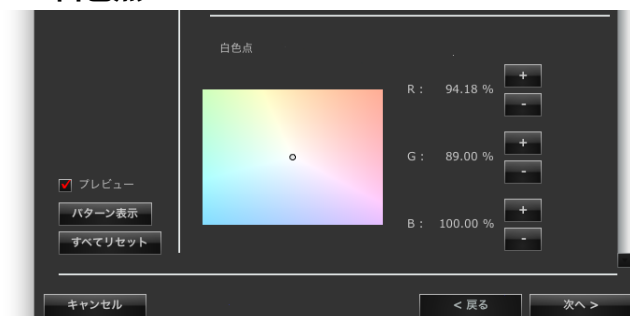 白色点
R : 94.18 %
+
-
G : 89.00 %
+
-
B : 100.00 %
+
-
プレビュー
パターン表示
すべてリセット
キャンセル
< 戻る
次へ >